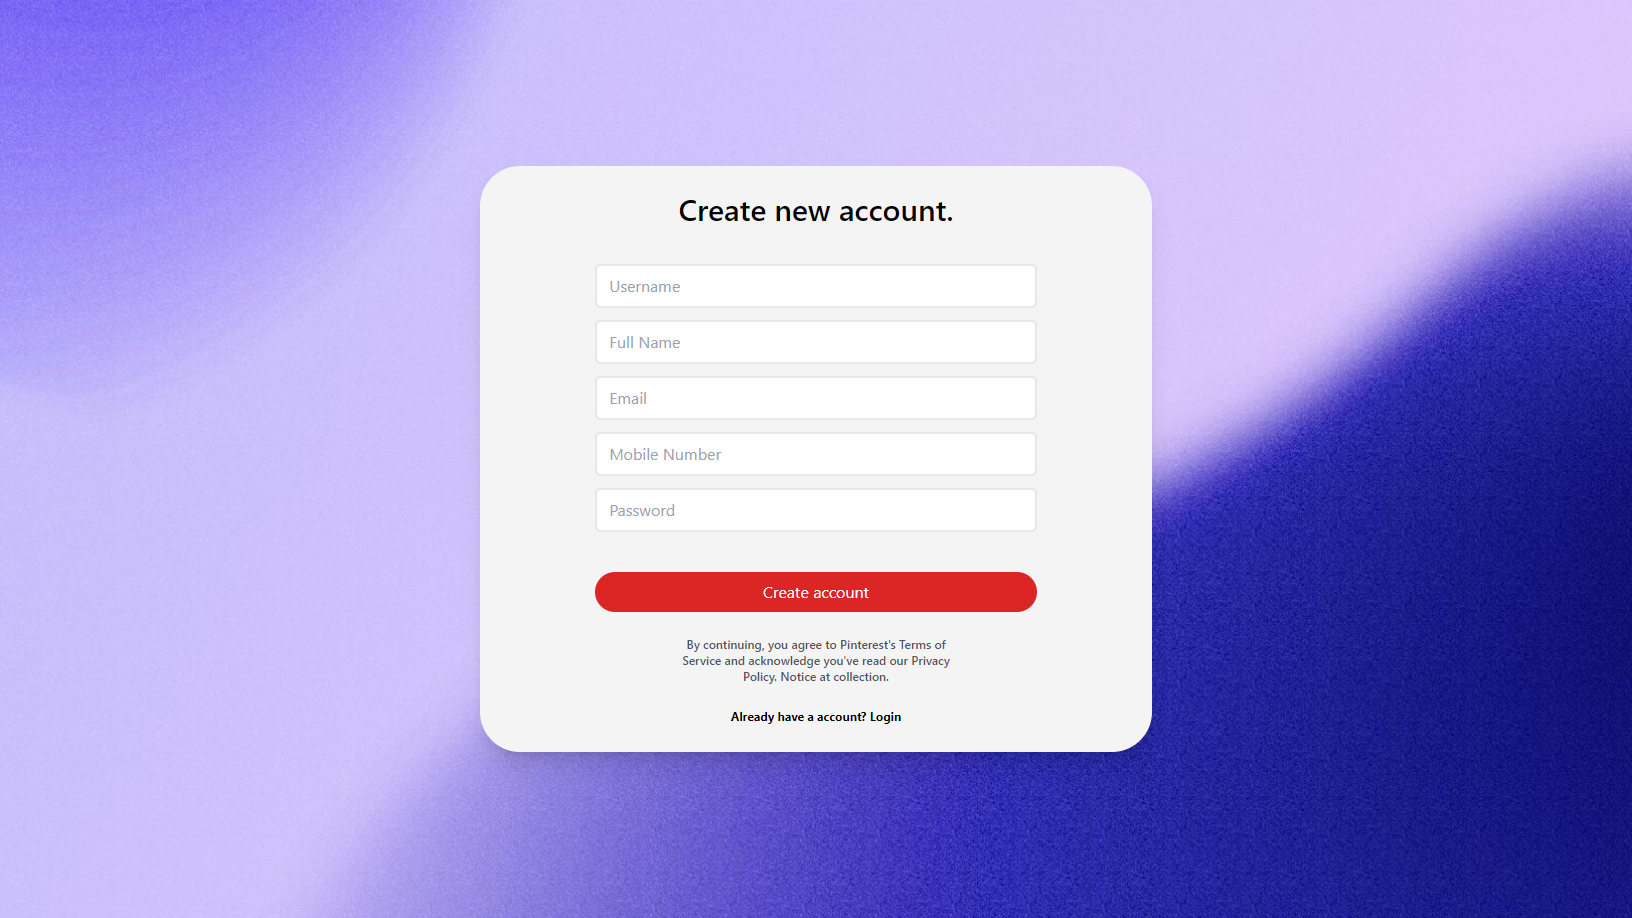 Create new account.
Username
Full Name
Email
Mobile Number
Password
Create account
By continuing, you agree to Pinterest's Terms of
Service and acknowledge you've read our Privacy
Policy. Notice at collection.
Already have a account? Login